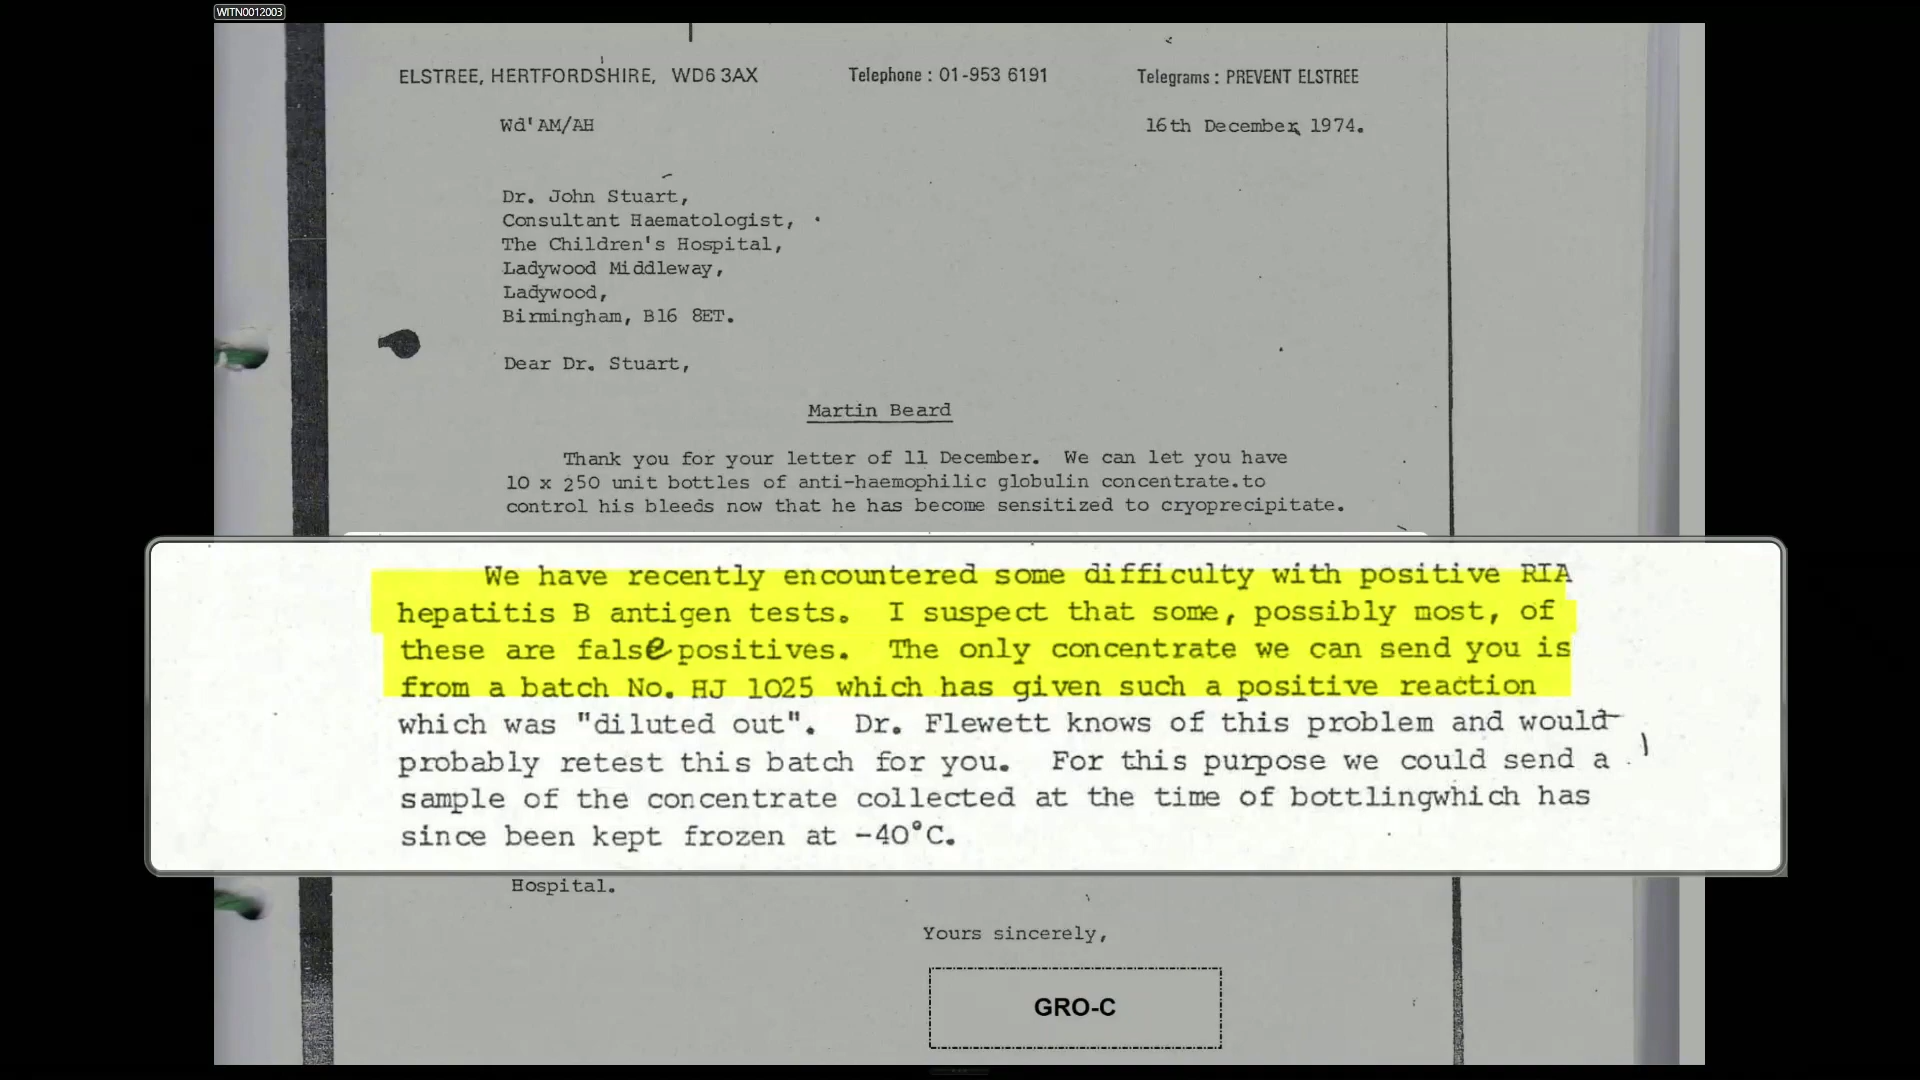 WITN0012003
ELSTREE, HERTFORDSHIRE, WD6 3AX Telephone : 01-953 6191 Telegrams : PREVENT ELSTREE
Wd'AM/AH 16th December, 1974.
Dr. John Stuart,
Consultant Haematologist,
The Children's Hospital,
Ladywood Middleway,
Ladywood,
Birmingham, B16 8ET.
Dear Dr. Stuart,
Martin Beard
Thank you for your letter of 11 December. We can let you have
10 x 250 unit bottles of anti-haemophilic globulin concentrate.to
control his bleeds now that he has become sensitized to cryoprecipitate.
We have recently encountered some difficulty with positive RIA
hepatitis B antigen tests. I suspect that some, possibly most, of
these are false positives. The only concentrate we can send you is
from a batch No. HJ 1025 which has given such a positive reaction
which was "diluted out". Dr. Flewett knows of this problem and would
probably retest this batch for you. For this purpose we could send a
sample of the concentrate collected at the time of bottlingwhich has
since been kept frozen at -40°C.
Hospital.
Yours sincerely,
GRO-C